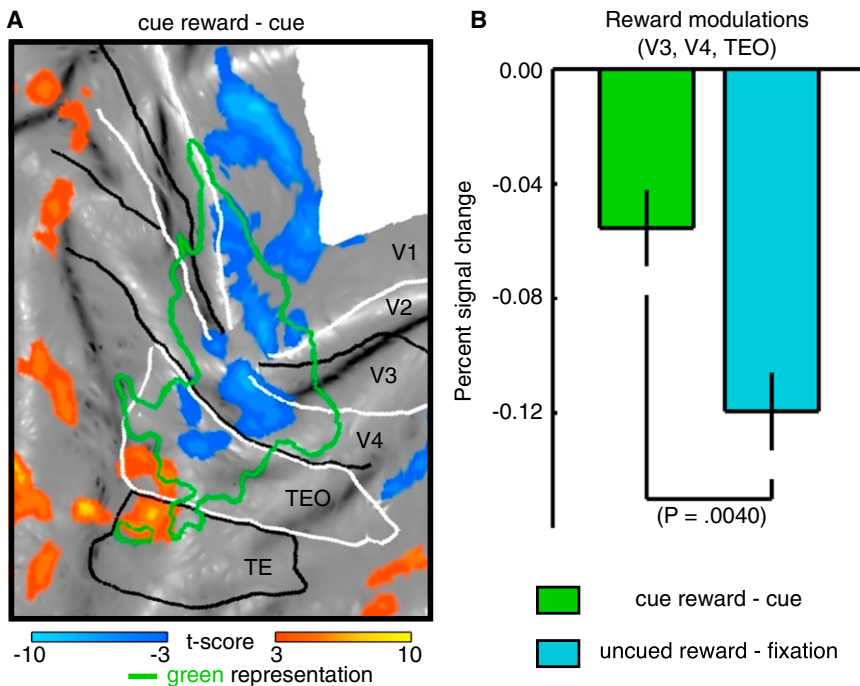 A
cue reward - cue
V1
V2
V3
V4
TEO
TE
-10
-3
t-score
3
10
green representation
B
Reward modulations
(V3, V4, TEO)
Percent signal change
0.00
-0.04
-0.08
-0.12
(P = .0040)
cue reward - cue
uncued reward - fixation